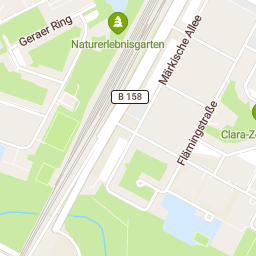 Geraer Ring
Naturerlebnisgarten
Märkische Allee
B 158
Flämingstraße
Clara-Ze